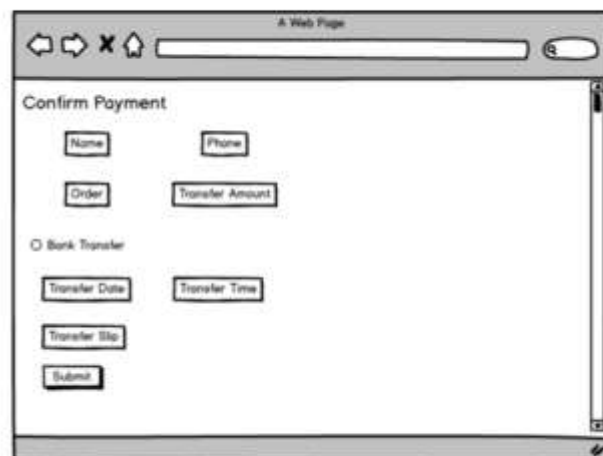 A Web Page
Confirm Payment
Name Phone
Order Transfer Amount
Bank Transfer
Transfer Date Transfer Time
Transfer Slip
Submit